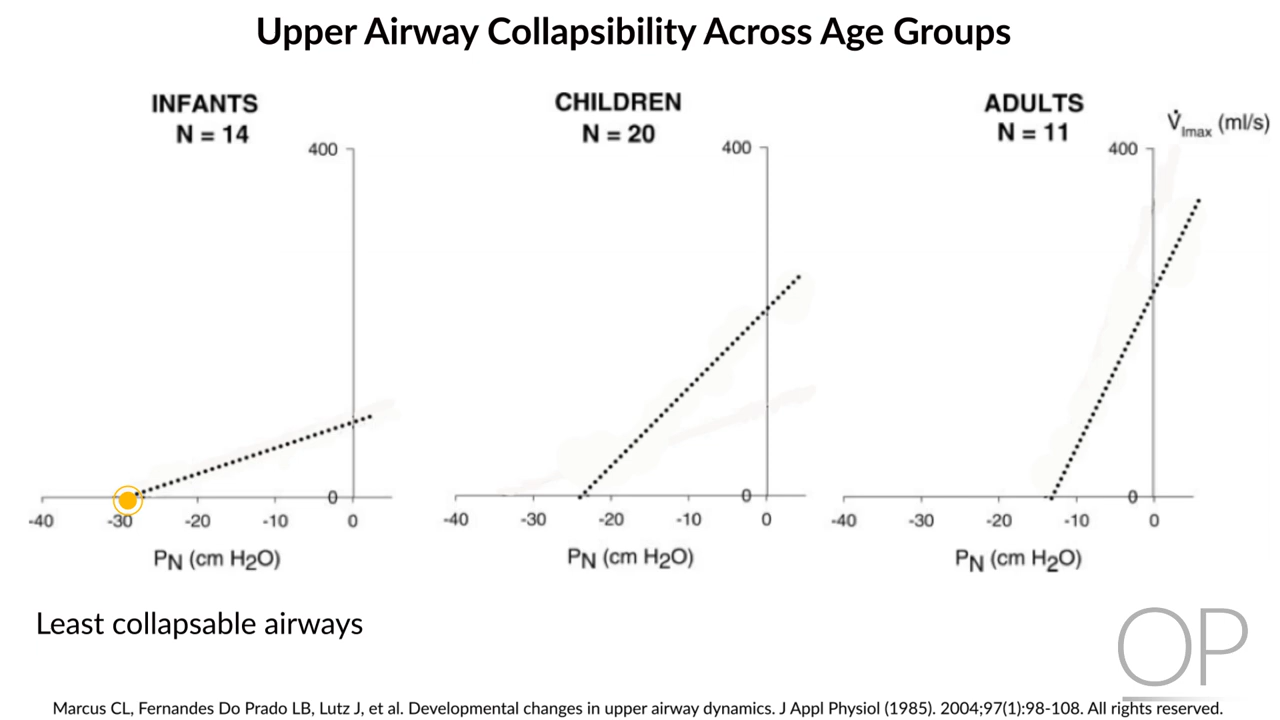 Upper Airway Collapsibility Across Age Groups
INFANTS
N = 14
400
0
-40 -30 -20 -10 0
PN (cm H2O)
CHILDREN
N = 20
400
0
-40 -30 -20 -10 0
PN (cm H2O)
ADULTS
N = 11
V̇Imax (ml/s)
400
0
-40 -30 -20 -10 0
PN (cm H2O)
Least collapsable airways
OP
Marcus CL, Fernandes Do Prado LB, Lutz J, et al. Developmental changes in upper airway dynamics. J Appl Physiol (1985). 2004;97(1):98-108. All rights reserved.